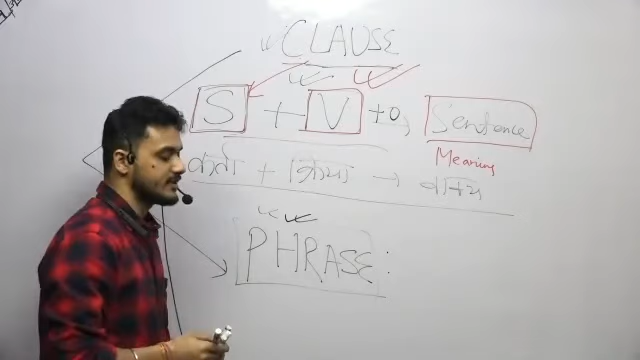 CLAUSE
S + V + O → Sentence
Meaning
कर्ता + क्रिया → वाक्य
PHRASE: